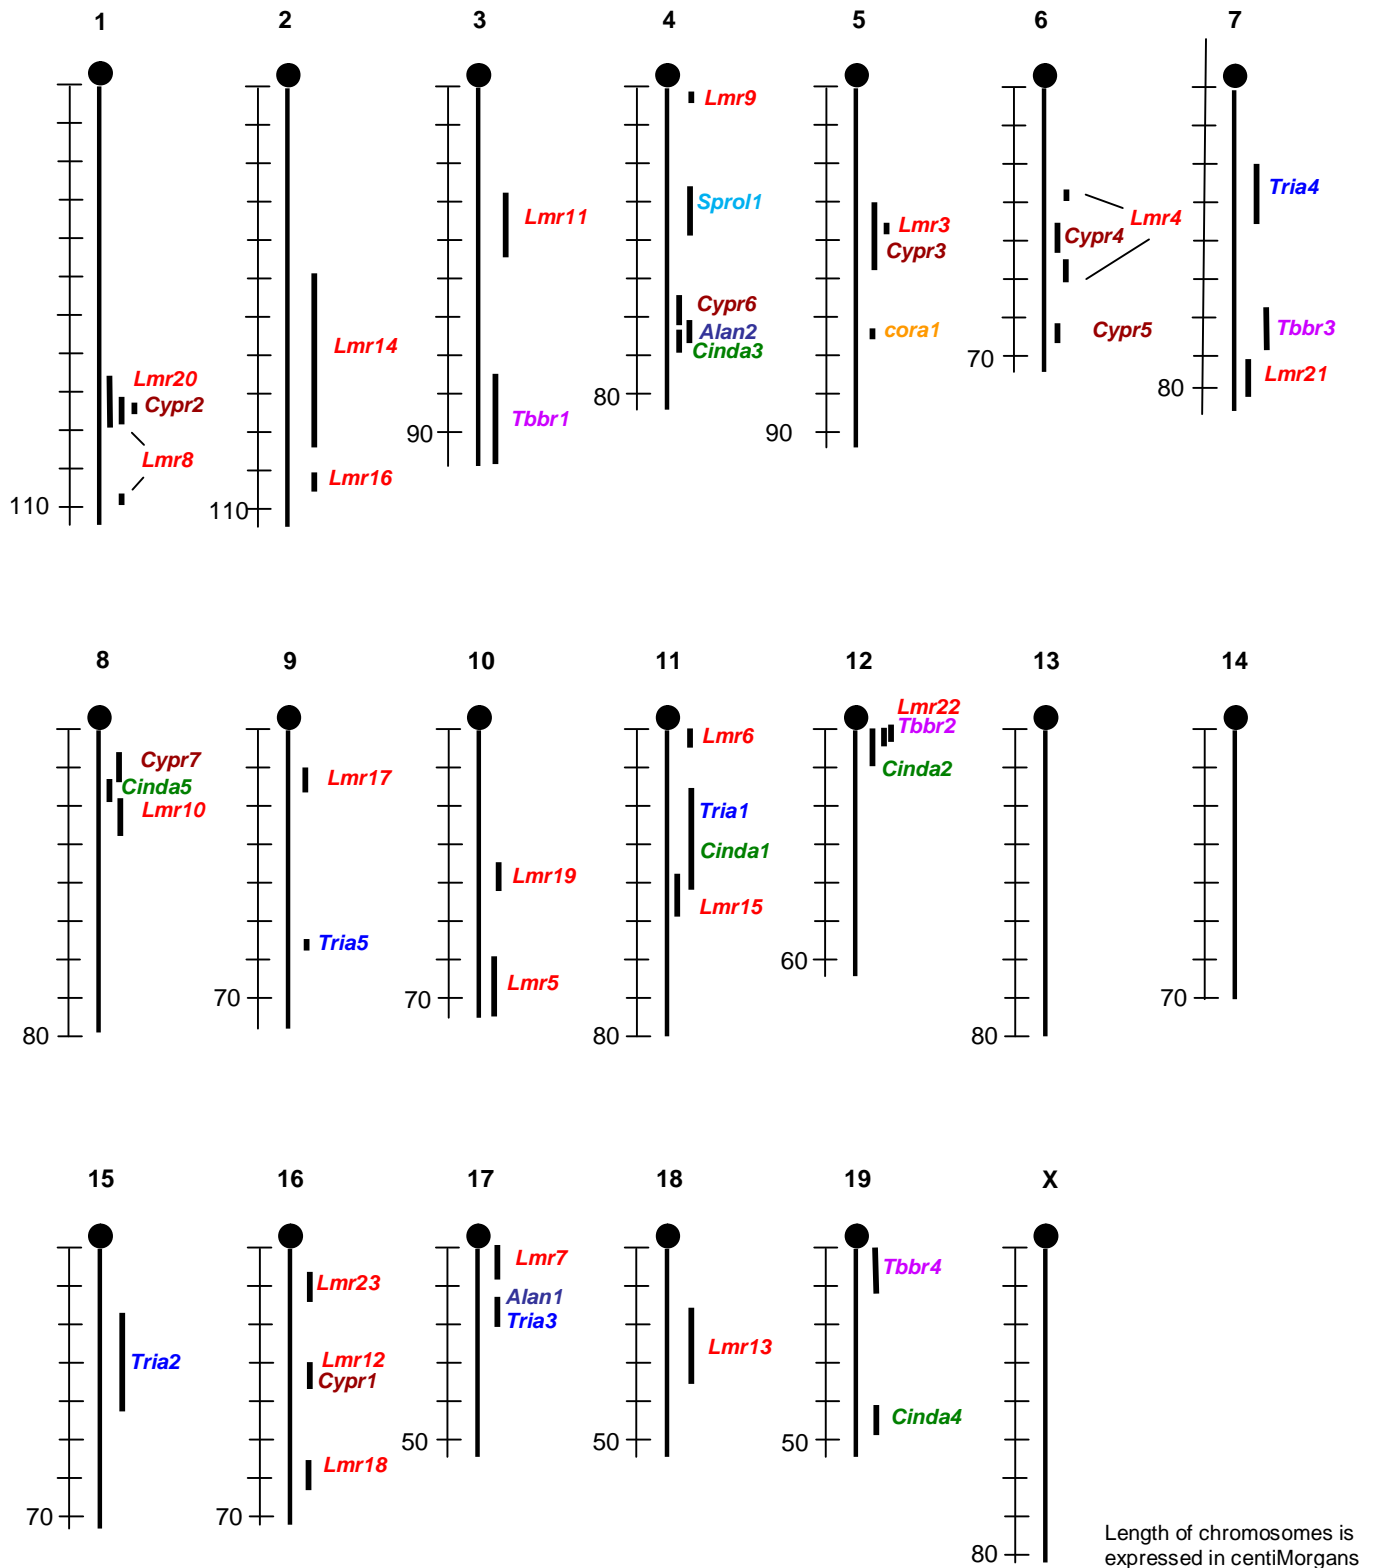 1 2 3 4 5 6 7
Lmr9
Tria4
Sprol1
Lmr11
Lmr4
Lmr3
Cypr4
Cypr3
Cypr6
Tbbr3
Alan2
cora1
Cypr5
Lmr14
Cinda3
70
Lmr21
Lmr20
80
80
Cypr2
Tbbr1
90
90
Lmr8
Lmr16
110
110
8 9 10 11 12 13 14
Lmr22
Tbbr2
Lmr6
Cypr7
Cinda2
Lmr17
Cinda5
Lmr10
Tria1
Cinda1
Lmr19
Lmr15
Tria5
60
Lmr5
70
70
70
80
80
80
15 16 17 18 19 X
Lmr7
Tbbr4
Lmr23
Alan1
Tria3
Lmr13
Tria2
Lmr12
Cypr1
Cinda4
50
50
50
Lmr18
70
70
80
Length of chromosomes is
expressed in centiMorgans